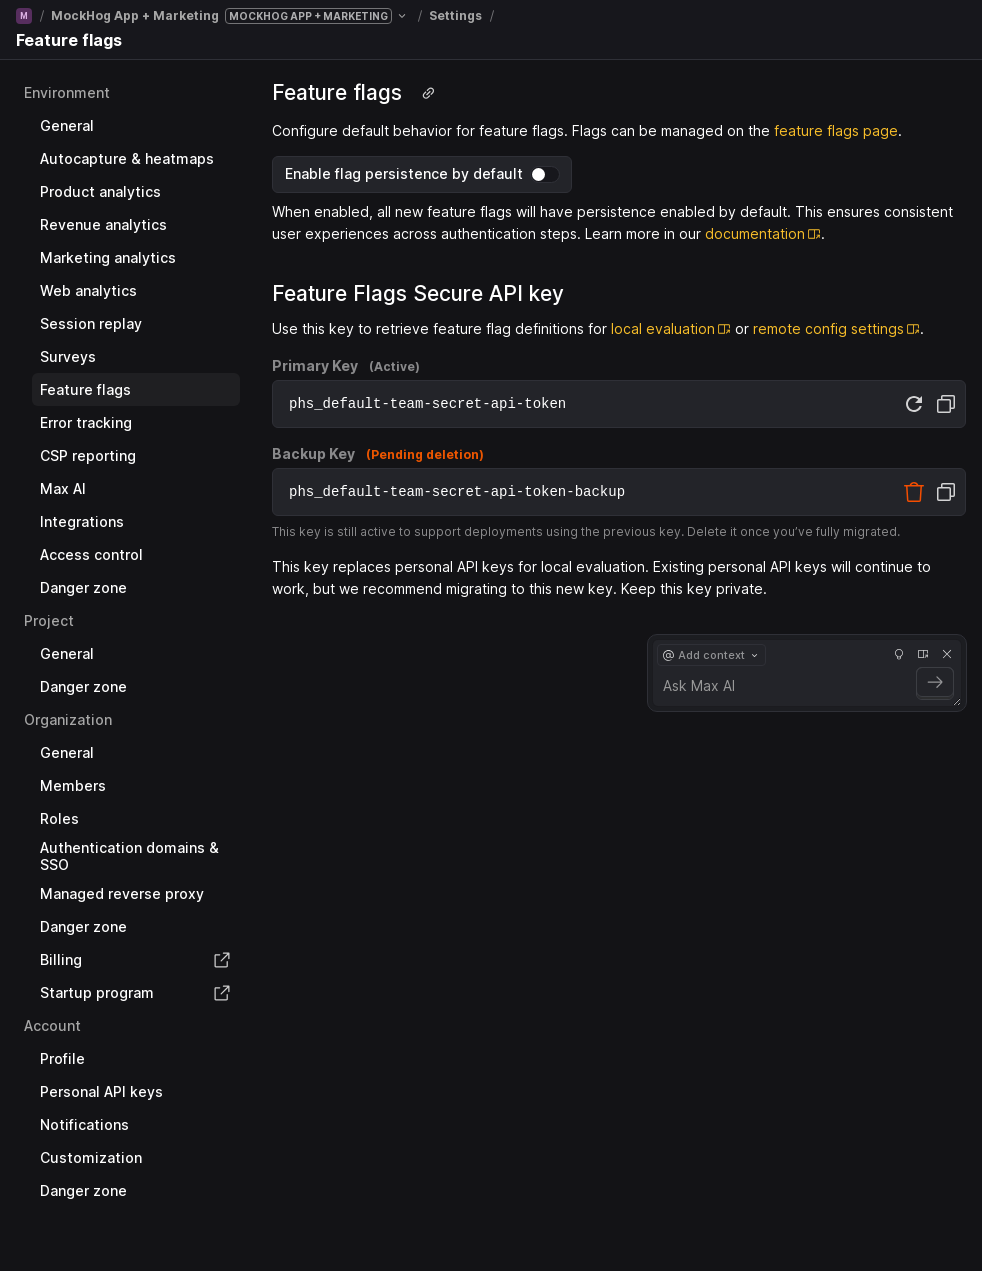 M / MockHog App + Marketing MOCKHOG APP + MARKETING / Settings /
Feature flags
Environment
General
Autocapture & heatmaps
Product analytics
Revenue analytics
Marketing analytics
Web analytics
Session replay
Surveys
Feature flags
Error tracking
CSP reporting
Max AI
Integrations
Access control
Danger zone
Project
General
Danger zone
Organization
General
Members
Roles
Authentication domains &
SSO
Managed reverse proxy
Danger zone
Billing
Startup program
Account
Profile
Personal API keys
Notifications
Customization
Danger zone
Feature flags
Configure default behavior for feature flags. Flags can be managed on the feature flags page.
Enable flag persistence by default
When enabled, all new feature flags will have persistence enabled by default. This ensures consistent
user experiences across authentication steps. Learn more in our documentation.
Feature Flags Secure API key
Use this key to retrieve feature flag definitions for local evaluation or remote config settings.
Primary Key (Active)
phs_default-team-secret-api-token
Backup Key (Pending deletion)
phs_default-team-secret-api-token-backup
This key is still active to support deployments using the previous key. Delete it once you’ve fully migrated.
This key replaces personal API keys for local evaluation. Existing personal API keys will continue to
work, but we recommend migrating to this new key. Keep this key private.
@ Add context
Ask Max AI